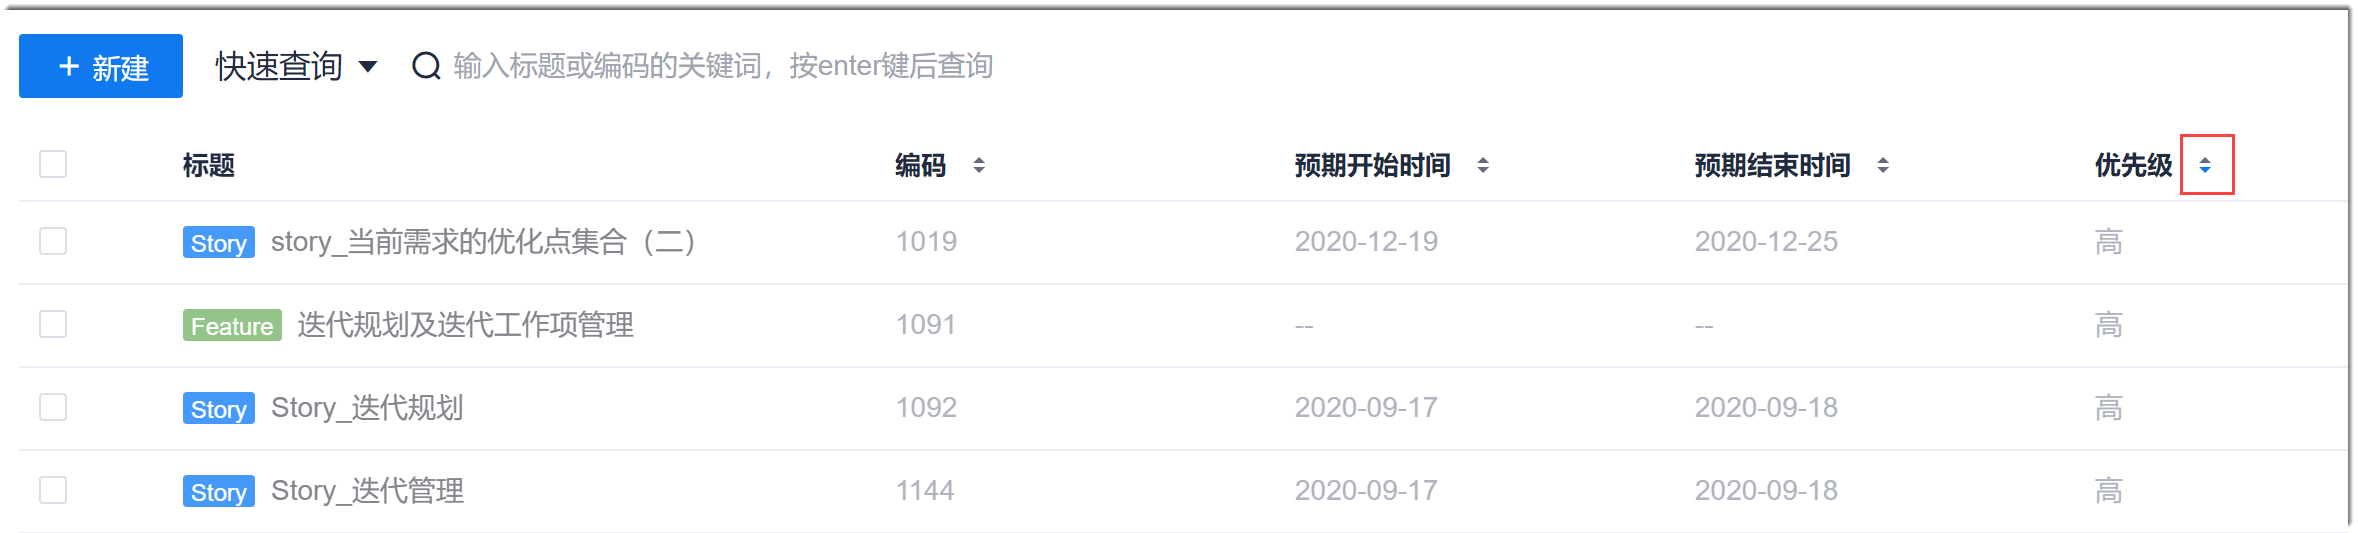 + 新建 快速查询 输入标题或编码的关键词，按enter键后查询
标题 编码 预期开始时间 预期结束时间 优先级
Story story_当前需求的优化点集合（二） 1019 2020-12-19 2020-12-25 高
Feature 迭代规划及迭代工作项管理 1091 -- -- 高
Story Story_迭代规划 1092 2020-09-17 2020-09-18 高
Story Story_迭代管理 1144 2020-09-17 2020-09-18 高